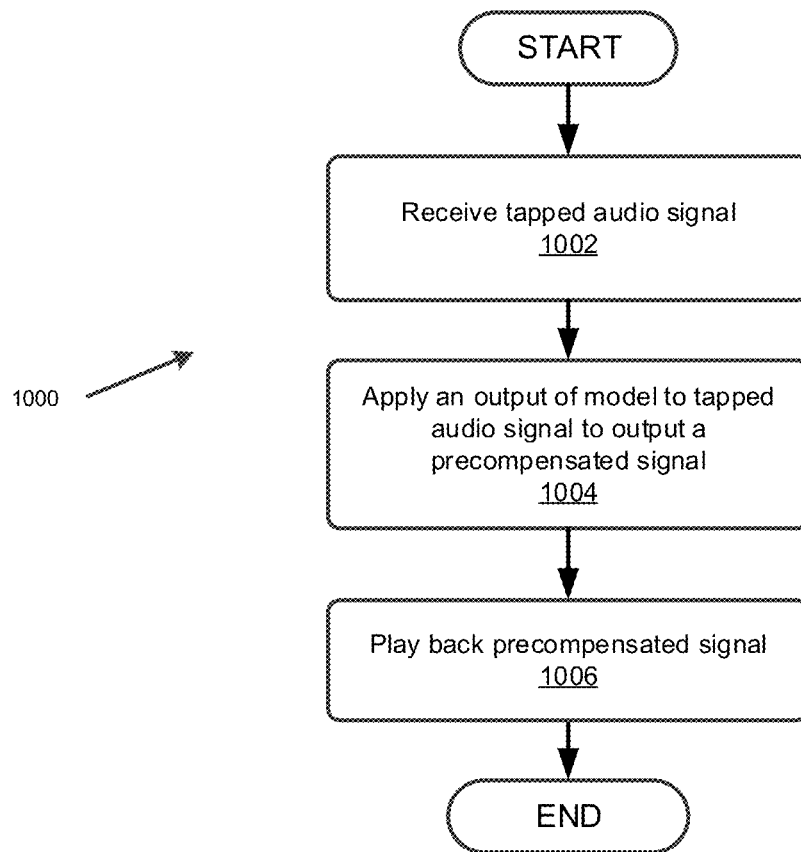 START
Receive tapped audio signal
1002
1000
Apply an output of model to tapped
audio signal to output a
precompensated signal
1004
Play back precompensated signal
1006
END